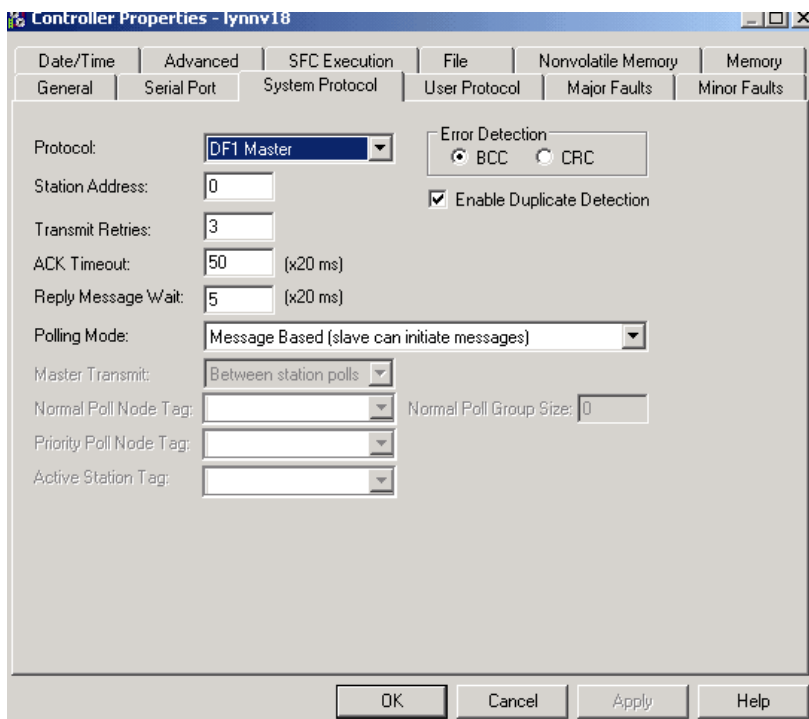 Controller Properties - lynnv18
Date/Time Advanced SFC Execution File Nonvolatile Memory Memory
General Serial Port System Protocol User Protocol Major Faults Minor Faults
Protocol: DF1 Master
Error Detection
BCC CRC
Station Address: 0
Enable Duplicate Detection
Transmit Retries: 3
ACK Timeout: 50 (x20 ms)
Reply Message Wait: 5 (x20 ms)
Polling Mode: Message Based (slave can initiate messages)
Master Transmit: Between station polls
Normal Poll Node Tag: Normal Poll Group Size: 0
Priority Poll Node Tag:
Active Station Tag:
OK Cancel Apply Help